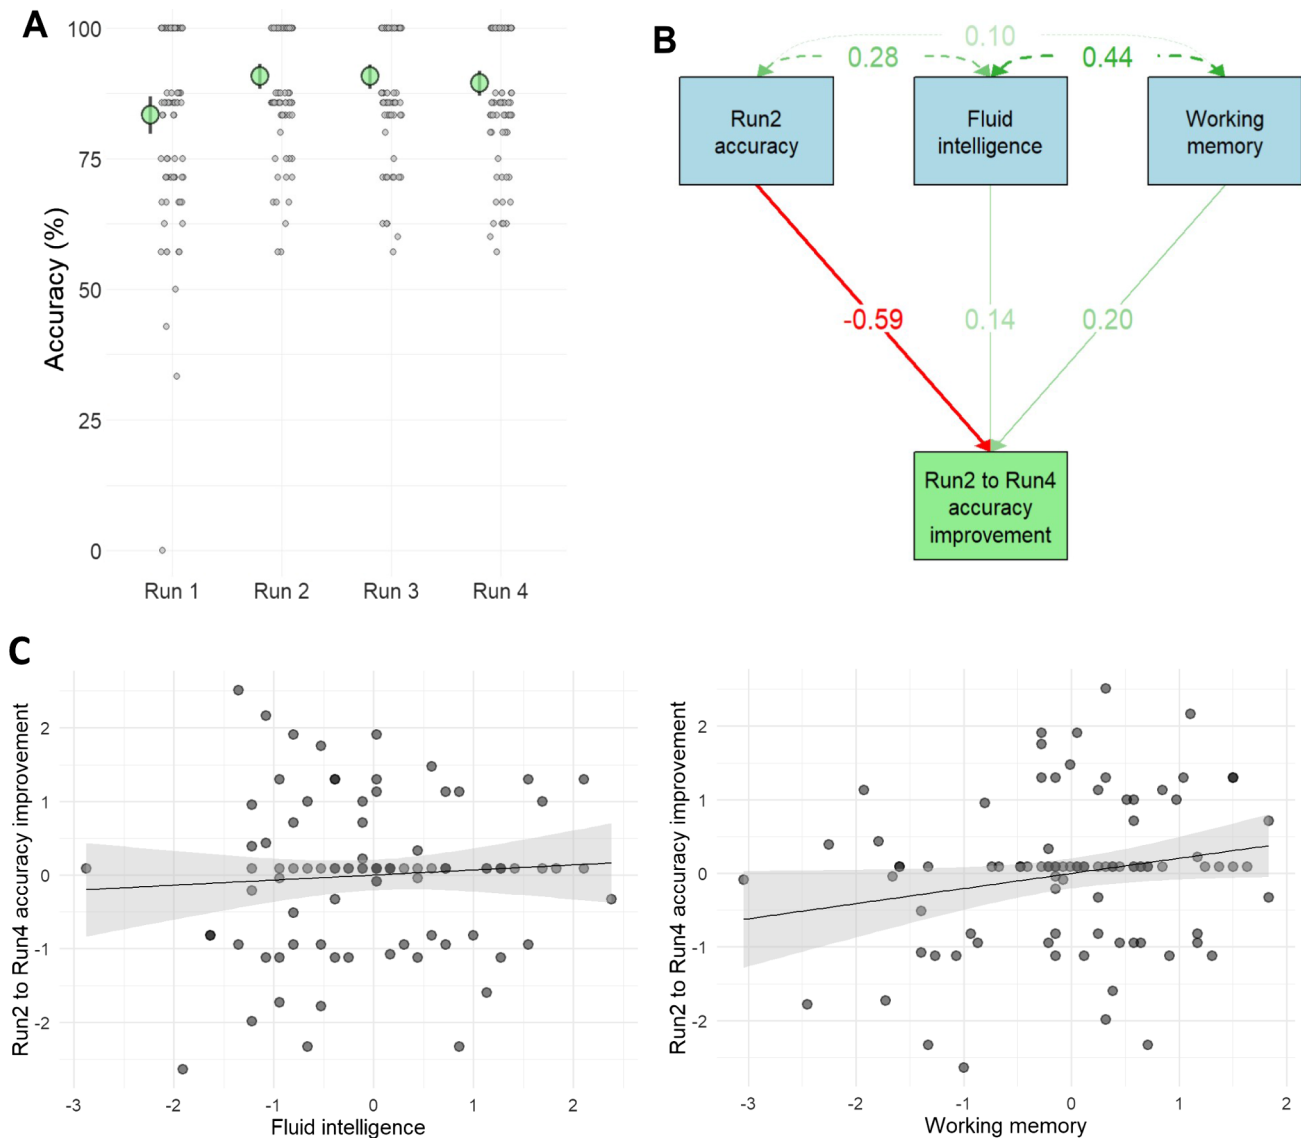 A
Accuracy (%)
100
75
50
25
0
Run 1 Run 2 Run 3 Run 4
B
0.10
0.28 0.44
Run2
accuracy
Fluid
intelligence
Working
memory
-0.59 0.14 0.20
Run2 to Run4
accuracy
improvement
C
Run2 to Run4 accuracy improvement
2
1
0
-1
-2
-3 -2 -1 0 1 2
Fluid intelligence
Run2 to Run4 accuracy improvement
2
1
0
-1
-2
-3 -2 -1 0 1 2
Working memory